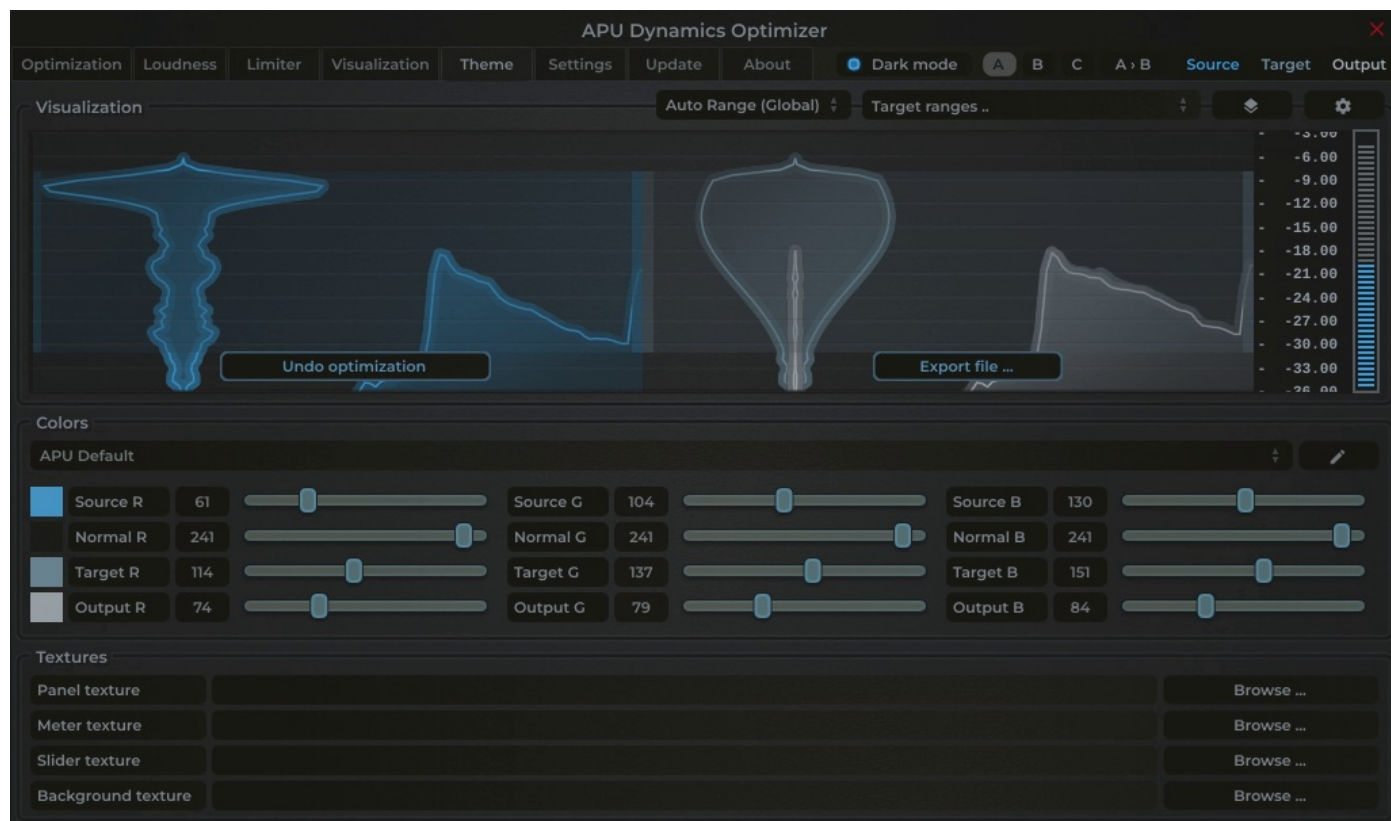 APU Dynamics Optimizer
Optimization Loudness Limiter Visualization Theme Settings Update About Dark mode A B C A › B Source Target Output
Visualization Auto Range (Global) Target ranges ..
-3.00
-6.00
-9.00
-12.00
-15.00
-18.00
-21.00
-24.00
-27.00
-30.00
-33.00
-36.00
Undo optimization Export file ...
Colors
APU Default
Source R 61 Source G 104 Source B 130
Normal R 241 Normal G 241 Normal B 241
Target R 114 Target G 137 Target B 151
Output R 74 Output G 79 Output B 84
Textures
Panel texture Browse ...
Meter texture Browse ...
Slider texture Browse ...
Background texture Browse ...